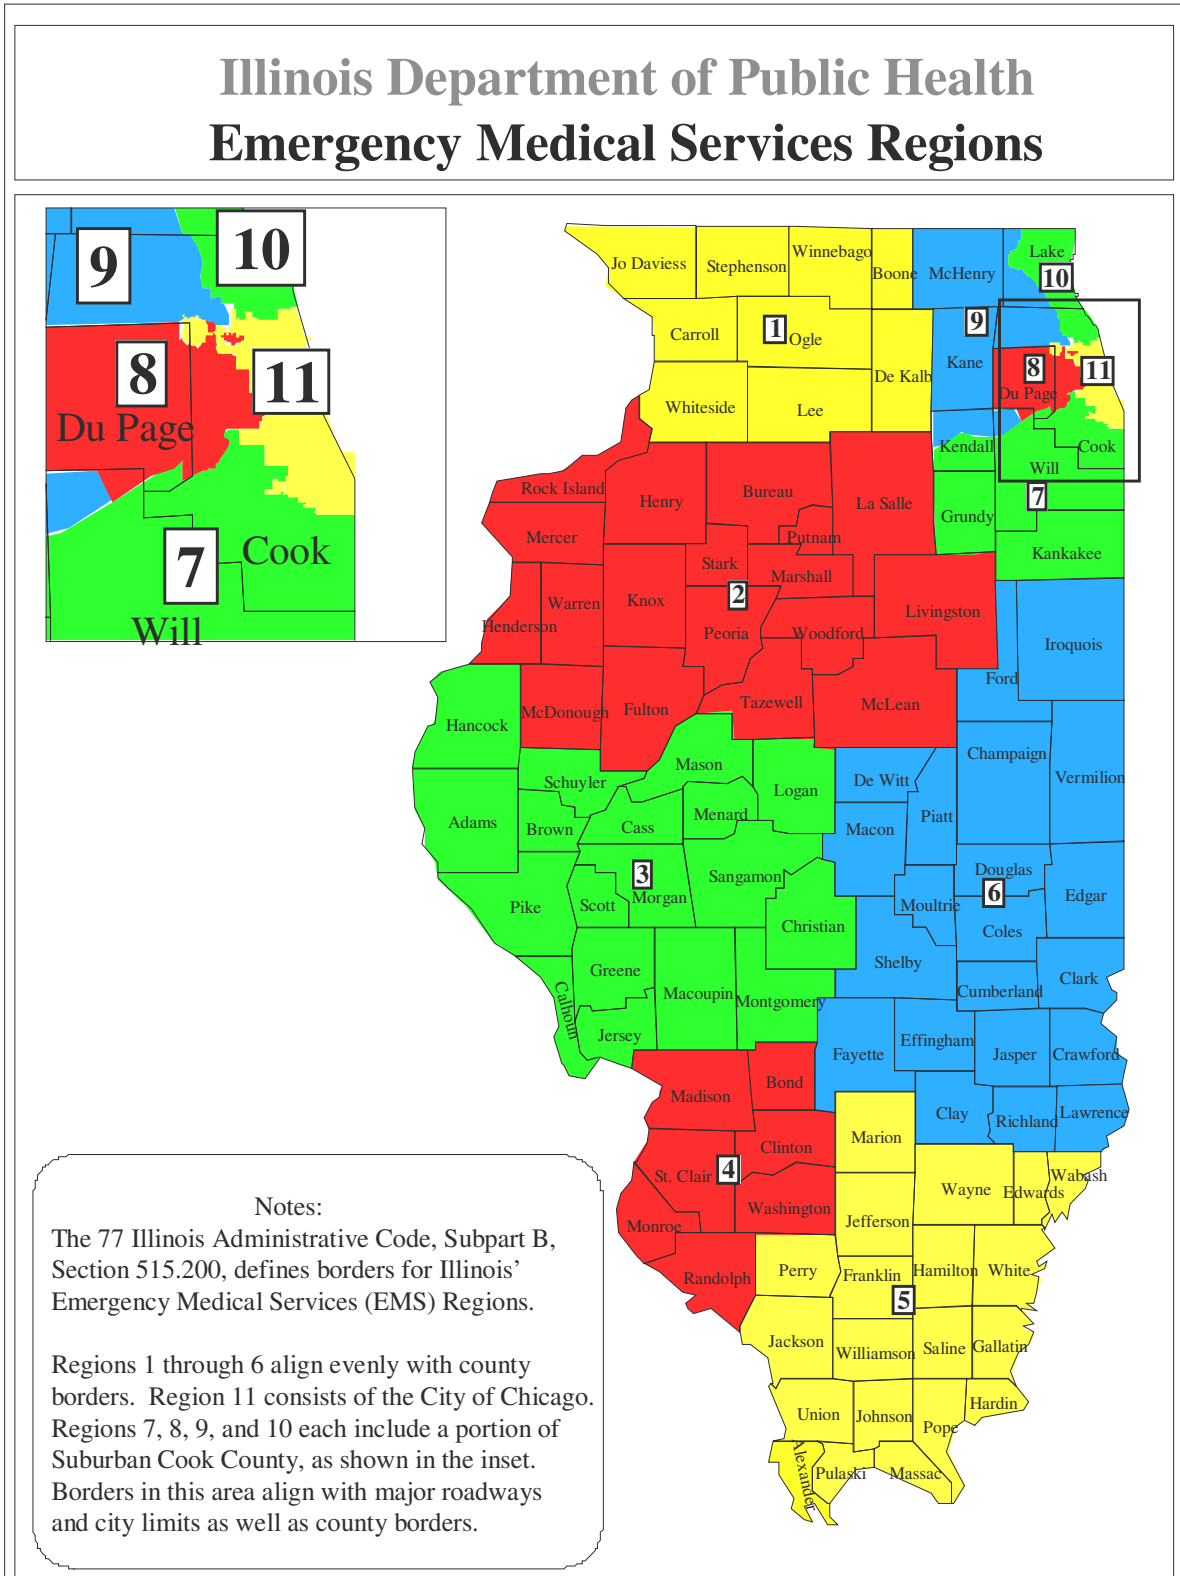 Illinois Department of Public Health
Emergency Medical Services Regions
9
10
8
11
Du Page
7
Cook
Will
Jo Daviess
Stephenson
Winnebago
Boone
McHenry
Lake
10
Carroll
1
Ogle
9
De Kalb
Kane
8
11
Du Page
Whiteside
Lee
Kendall
Cook
Will
7
Rock Island
Henry
Bureau
La Salle
Grundy
Mercer
Putnam
Kankakee
Stark
Marshall
2
Henderson
Warren
Knox
Peoria
Woodford
Livingston
Iroquois
Ford
Hancock
McDonough
Fulton
Tazewell
McLean
Mason
Champaign
Schuyler
Logan
De Witt
Vermilion
Adams
Brown
Cass
Menard
Macon
Piatt
3
Sangamon
Douglas
6
Pike
Scott
Morgan
Christian
Moultrie
Edgar
Coles
Shelby
Greene
Calhoun
Macoupin
Montgomery
Cumberland
Clark
Jersey
Fayette
Effingham
Jasper
Crawford
Madison
Bond
Clay
Richland
Lawrence
Clinton
Marion
St. Clair
4
Wayne
Edwards
Wabash
Monroe
Washington
Jefferson
Randolph
Perry
Franklin
Hamilton
White
5
Jackson
Williamson
Saline
Gallatin
Union
Johnson
Pope
Hardin
Alexander
Pulaski
Massac
Notes:
The 77 Illinois Administrative Code, Subpart B,
Section 515.200, defines borders for Illinois’
Emergency Medical Services (EMS) Regions.
Regions 1 through 6 align evenly with county
borders.  Region 11 consists of the City of Chicago.
Regions 7, 8, 9, and 10 each include a portion of
Suburban Cook County, as shown in the inset.
Borders in this area align with major roadways
and city limits as well as county borders.